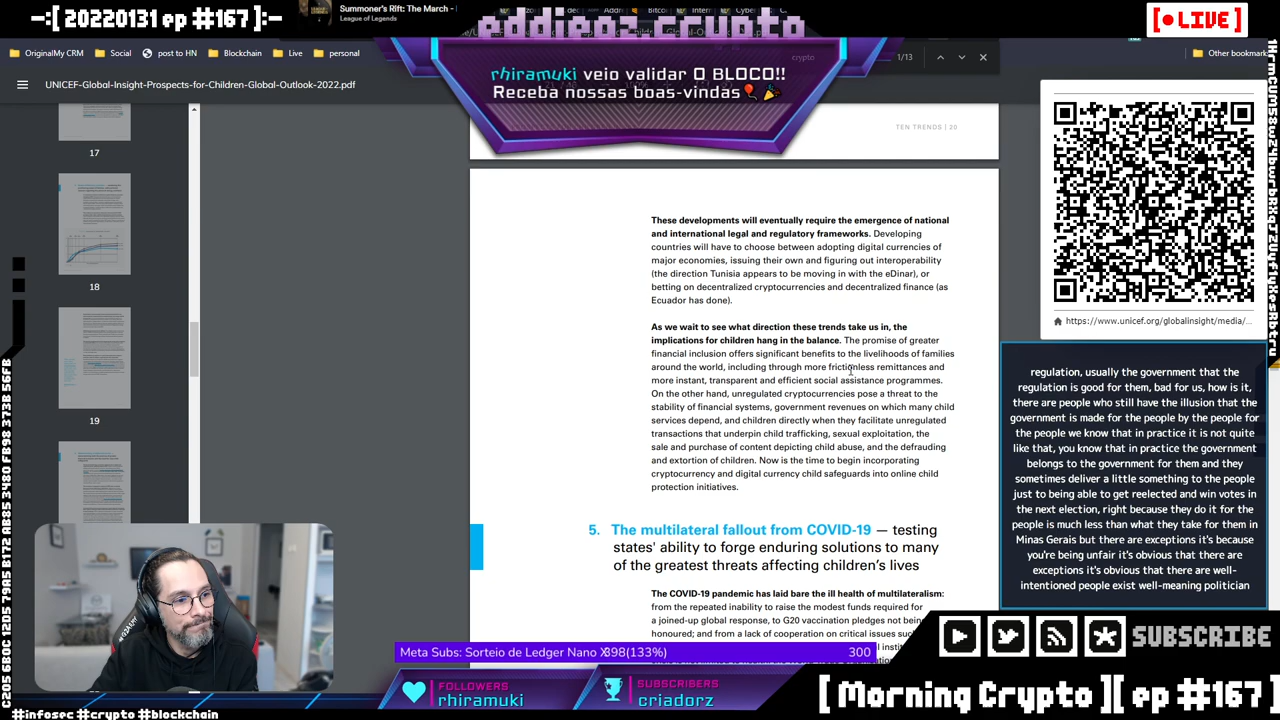 -:[ 20220131 ep #167 ]:-
Summoner's Rift: The March -
League of Legends
addiaoz crypto
[ ● LIVE ]
OriginalMy CRM
Social
post to HN
Blockchain
personal
Other bookmark
UNICEF-Global-Insight-Prospects-for-Children-Global-Outlook-2022.pdf
crypto
1/13
rhiramuki veio validar O BLOCO!!
Receba nossas boas-vindas🎈🎉
TEN TRENDS | 20
17
18
19
These developments will eventually require the emergence of national
and international legal and regulatory frameworks. Developing
countries will have to choose between adopting digital currencies of
major economies, issuing their own and figuring out interoperability
(the direction Tunisia appears to be moving in with the eDinar), or
betting on decentralized cryptocurrencies and decentralized finance (as
Ecuador has done).
As we wait to see what direction these trends take us in, the
implications for children hang in the balance. The promise of greater
financial inclusion offers significant benefits to the livelihoods of families
around the world, including through more frictionless remittances and
more instant, transparent and efficient social assistance programmes.
On the other hand, unregulated cryptocurrencies pose a threat to the
stability of financial systems, government revenues on which many child
services depend, and children directly when they facilitate unregulated
transactions that underpin child trafficking, sexual exploitation, the
sale and purchase of content depicting child abuse, and the defrauding
and extortion of children. Now is the time to begin incorporating
cryptocurrency and digital currency child safeguards into online child
protection initiatives.
5. The multilateral fallout from COVID-19 — testing
states' ability to forge enduring solutions to many
of the greatest threats affecting children's lives
The COVID-19 pandemic has laid bare the ill health of multilateralism:
from the repeated inability to raise the modest funds required for
a joined-up global response, to G20 vaccination pledges not being
honoured; and from a lack of cooperation on critical issues
https://www.unicef.org/globalinsight/media/...
regulation, usually the government that the
regulation is good for them, bad for us, how is it,
there are people who still have the illusion that the
government is made for the people by the people for
the people we know that in practice it is not quite
like that, you know that in practice the government
belongs to the government for them and they
sometimes deliver a little something to the people
just to being able to get reelected and win votes in
the next election, right because they do it for the
people is much less than what they take for them in
Minas Gerais but there are exceptions it's because
you're being unfair it's obvious that there are
exceptions it's obvious that there are well-
intentioned people exist well-meaning politician
SUBSCRIBE
Meta Subs: Sorteio de Ledger Nano X
398(133%)
300
FOLLOWERS
rhiramuki
SUBSCRIBERS
criadorz
[ Morning Crypto ][ ep #167 ]
#infosec #crypto #blockchain